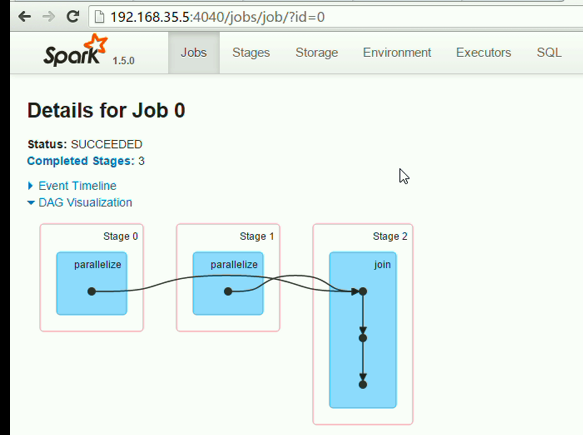 192.168.35.5:4040/jobs/job/?id=0
Spark 1.5.0 Jobs Stages Storage Environment Executors SQL
Details for Job 0
Status: SUCCEEDED
Completed Stages: 3
Event Timeline
DAG Visualization
Stage 0 Stage 1 Stage 2
parallelize parallelize join